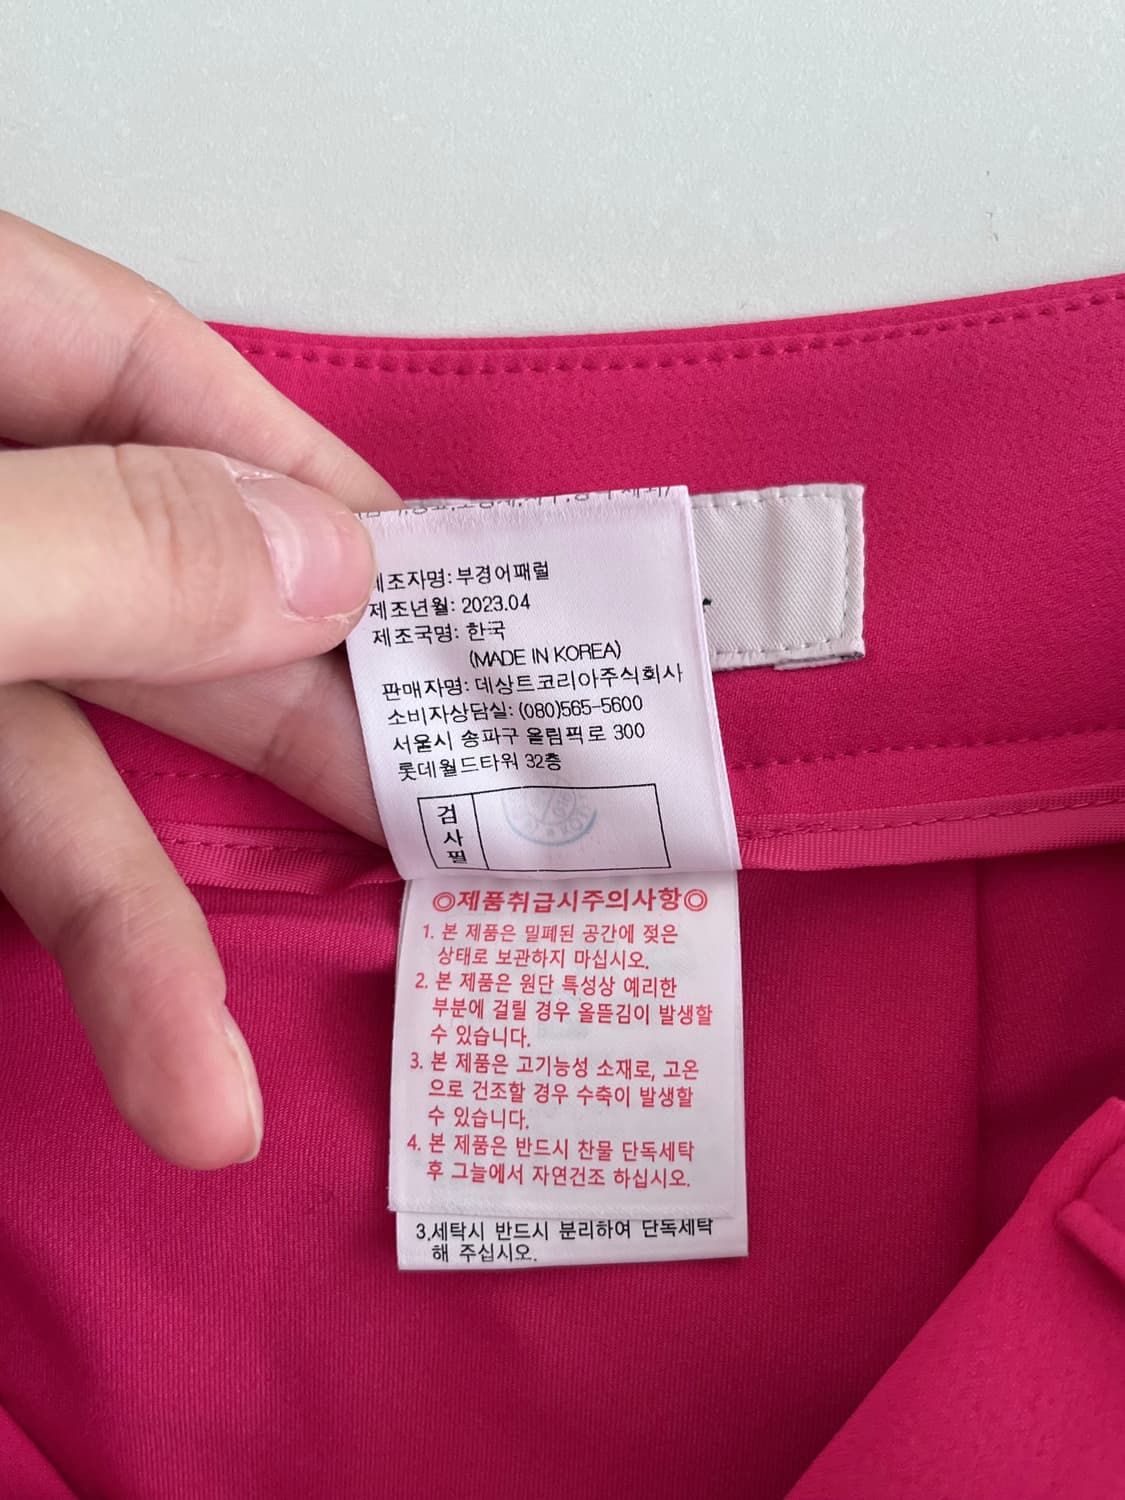 제조자명: 부경어패럴
제조년월: 2023.04
제조국명: 한국
(MADE IN KOREA)
판매자명: 데상트코리아주식회사
소비자상담실: (080)565-5600
서울시 송파구 올림픽로 300
롯데월드타워 32층
검
사
필
◎제품취급시주의사항◎
1. 본 제품은 밀폐된 공간에 젖은
상태로 보관하지 마십시오.
2. 본 제품은 원단 특성상 예리한
부분에 걸릴 경우 올뜯김이 발생할
수 있습니다.
3. 본 제품은 고기능성 소재로, 고온
으로 건조할 경우 수축이 발생할
수 있습니다.
4. 본 제품은 반드시 찬물 단독세탁
후 그늘에서 자연건조 하십시오.
3.세탁시 반드시 분리하여 단독세탁
해 주십시오.